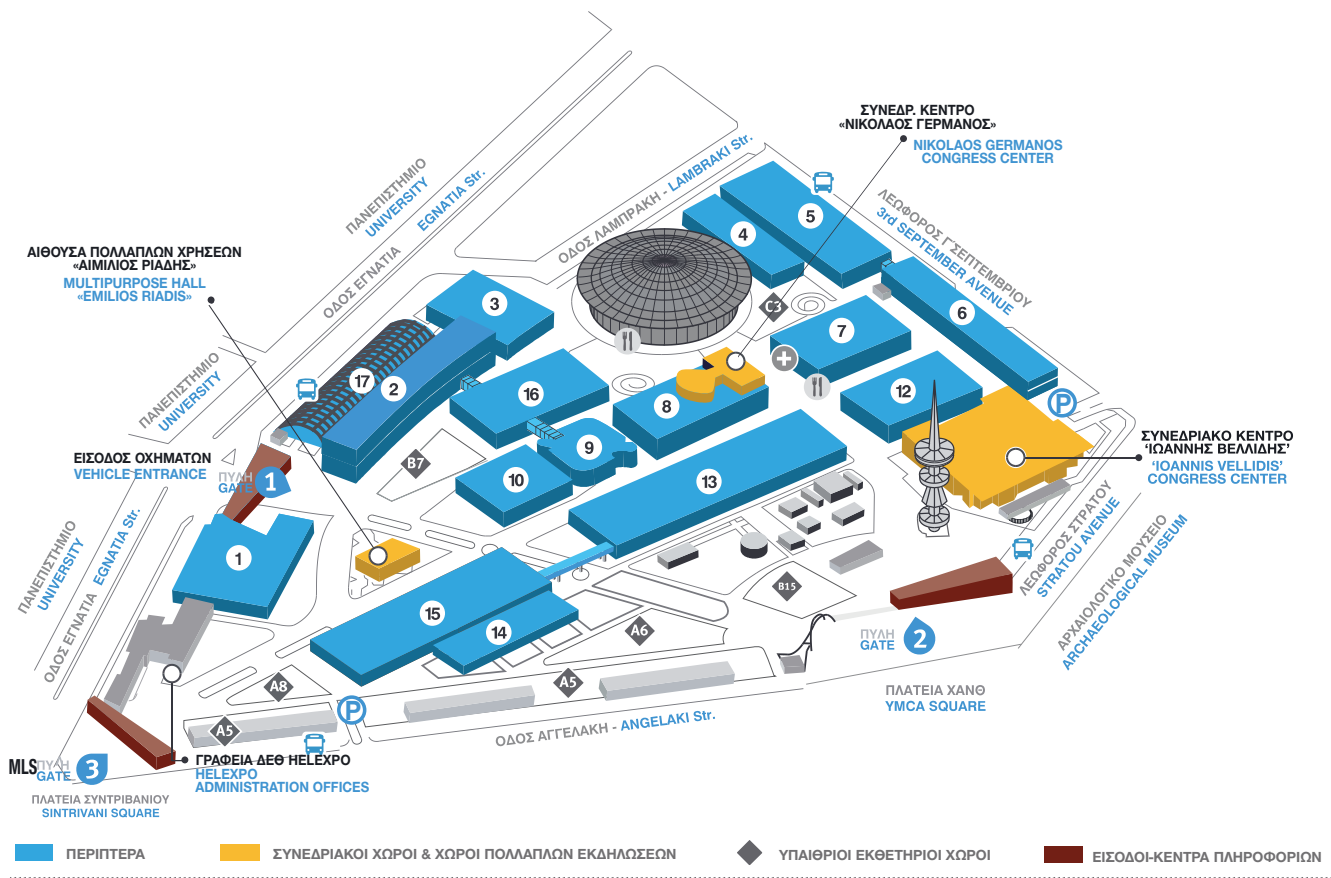 ΣΥΝΕΔΡ. ΚΕΝΤΡΟ
«ΝΙΚΟΛΑΟΣ ΓΕΡΜΑΝΟΣ»
NIKOLAOS GERMANOS
CONGRESS CENTER
ΠΑΝΕΠΙΣΤΗΜΙΟ
UNIVERSITY
EGNATIA Str.
ΟΔΟΣ ΕΓΝΑΤΙΑ
ΟΔΟΣ ΛΑΜΠΡΑΚΗ - LAMBRAKI Str.
ΛΕΩΦΟΡΟΣ Γ'ΣΕΠΤΕΜΒΡΙΟΥ
3rd SEPTEMBER AVENUE
ΑΙΘΟΥΣΑ ΠΟΛΛΑΠΛΩΝ ΧΡΗΣΕΩΝ
«ΑΙΜΙΛΙΟΣ ΡΙΑΔΗΣ»
MULTIPURPOSE HALL
«EMILIOS RIADIS»
5
4
3
C3
6
7
17
2
16
12
8
9
10
13
B7
P
ΠΑΝΕΠΙΣΤΗΜΙΟ
UNIVERSITY
ΕΙΣΟΔΟΣ ΟΧΗΜΑΤΩΝ
VEHICLE ENTRANCE
ΠΥΛΗ
GATE 1
ΣΥΝΕΔΡΙΑΚΟ ΚΕΝΤΡΟ
'ΙΩΑΝΝΗΣ ΒΕΛΛΙΔΗΣ'
'IOANNIS VELLIDIS'
CONGRESS CENTER
ΠΑΝΕΠΙΣΤΗΜΙΟ
UNIVERSITY
ΟΔΟΣ ΕΓΝΑΤΙΑ EGNATIA Str.
1
15
14
B15
A6
A8
A5
A5
P
ΛΕΩΦΟΡΟΣ ΣΤΡΑΤΟΥ
STRATOU AVENUE
ΑΡΧΑΙΟΛΟΓΙΚΟ ΜΟΥΣΕΙΟ
ARCHAEOLOGICAL MUSEUM
ΠΥΛΗ
GATE 2
ΠΛΑΤΕΙΑ ΧΑΝΘ
YMCA SQUARE
ΟΔΟΣ ΑΓΓΕΛΑΚΗ - ANGELAKI Str.
ΓΡΑΦΕΙΑ ΔΕΘ HELEXPO
HELEXPO
ADMINISTRATION OFFICES
MLS
ΠΥΛΗ
GATE 3
ΠΛΑΤΕΙΑ ΣΥΝΤΡΙΒΑΝΙΟΥ
SINTRIVANI SQUARE
ΠΕΡΙΠΤΕΡΑ
ΣΥΝΕΔΡΙΑΚΟΙ ΧΩΡΟΙ & ΧΩΡΟΙ ΠΟΛΛΑΠΛΩΝ ΕΚΔΗΛΩΣΕΩΝ
ΥΠΑΙΘΡΙΟΙ ΕΚΘΕΤΗΡΙΟΙ ΧΩΡΟΙ
ΕΙΣΟΔΟΙ-ΚΕΝΤΡΑ ΠΛΗΡΟΦΟΡΙΩΝ